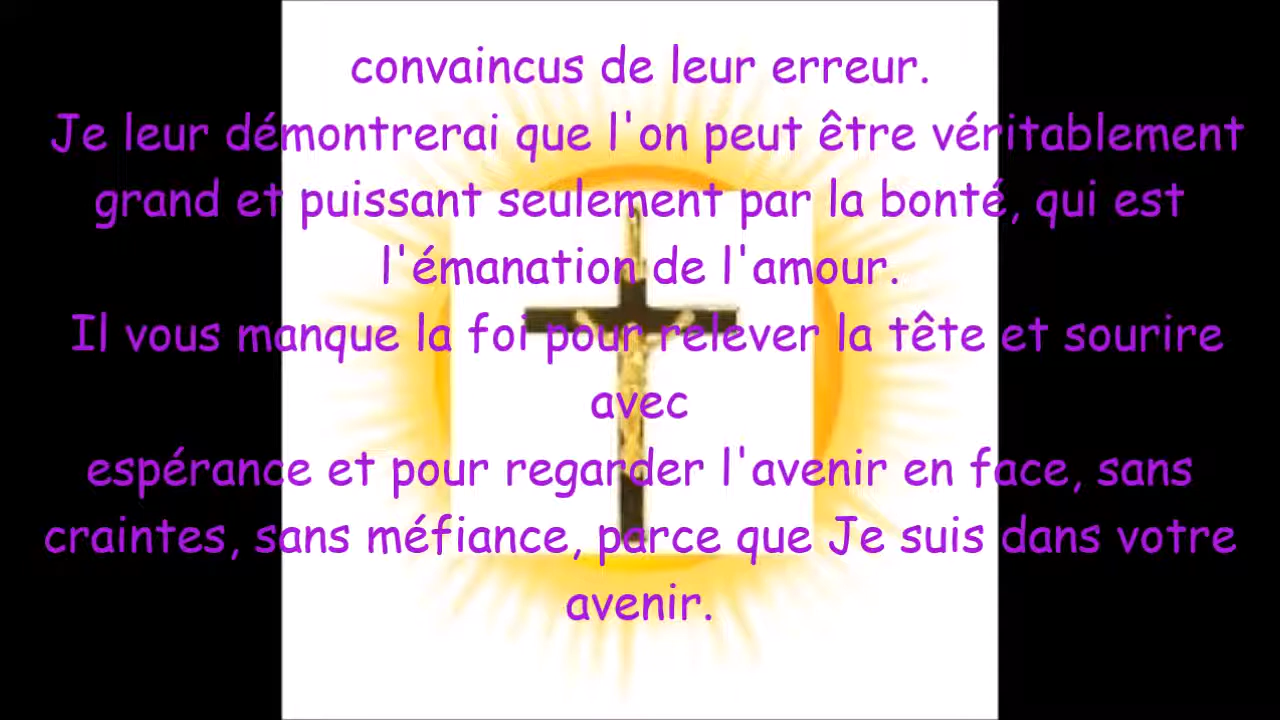 convaincus de leur erreur.
Je leur démontrerai que l'on peut être véritablement
grand et puissant seulement par la bonté, qui est
l'émanation de l'amour.
Il vous manque la foi pour relever la tête et sourire
avec
espérance et pour regarder l'avenir en face, sans
craintes, sans méfiance, parce que Je suis dans votre
avenir.